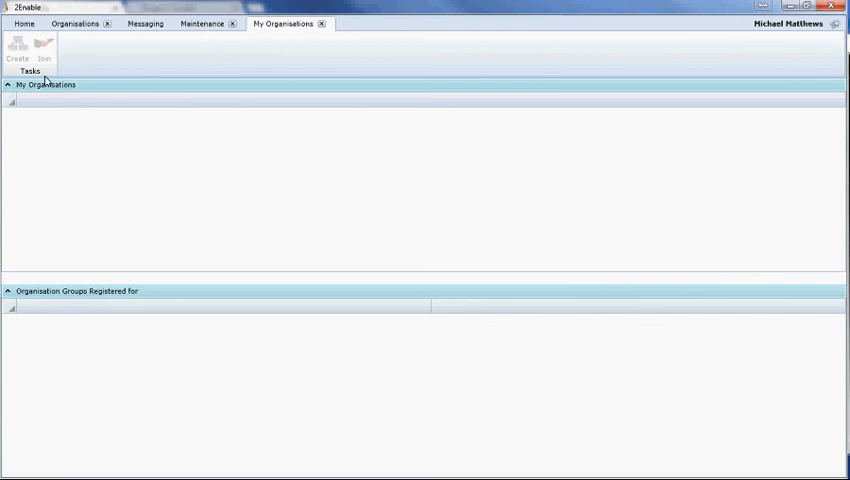 2Enable
Home Organisations Messaging Maintenance My Organisations Michael Matthews
Create Join
Tasks
My Organisations
Organisation Groups Registered for